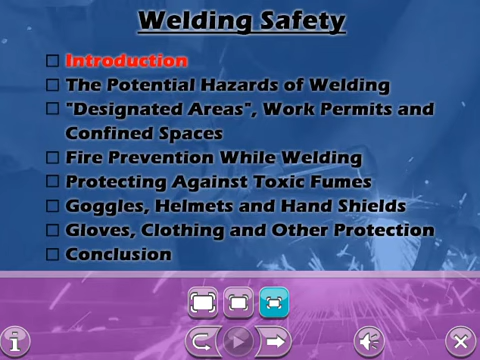 Welding Safety
Introduction
The Potential Hazards of Welding
"Designated Areas", Work Permits and
Confined Spaces
Fire Prevention While Welding
Protecting Against Toxic Fumes
Goggles, Helmets and Hand Shields
Gloves, Clothing and Other Protection
Conclusion
i